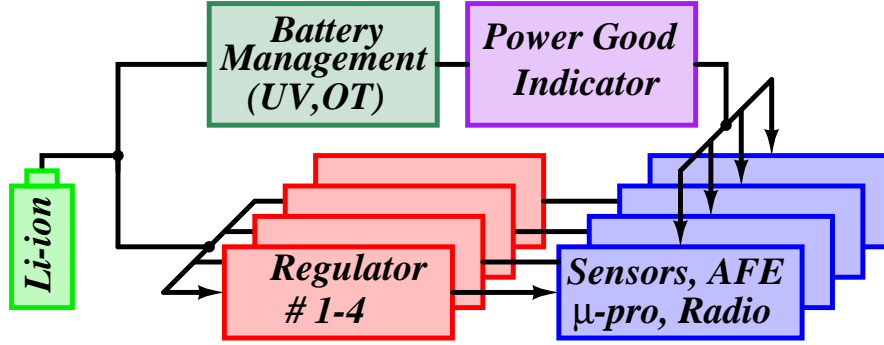 Battery
Management
(UV,OT)
Power Good
Indicator
Li-ion
Regulator
# 1-4
Sensors, AFE
μ-pro, Radio